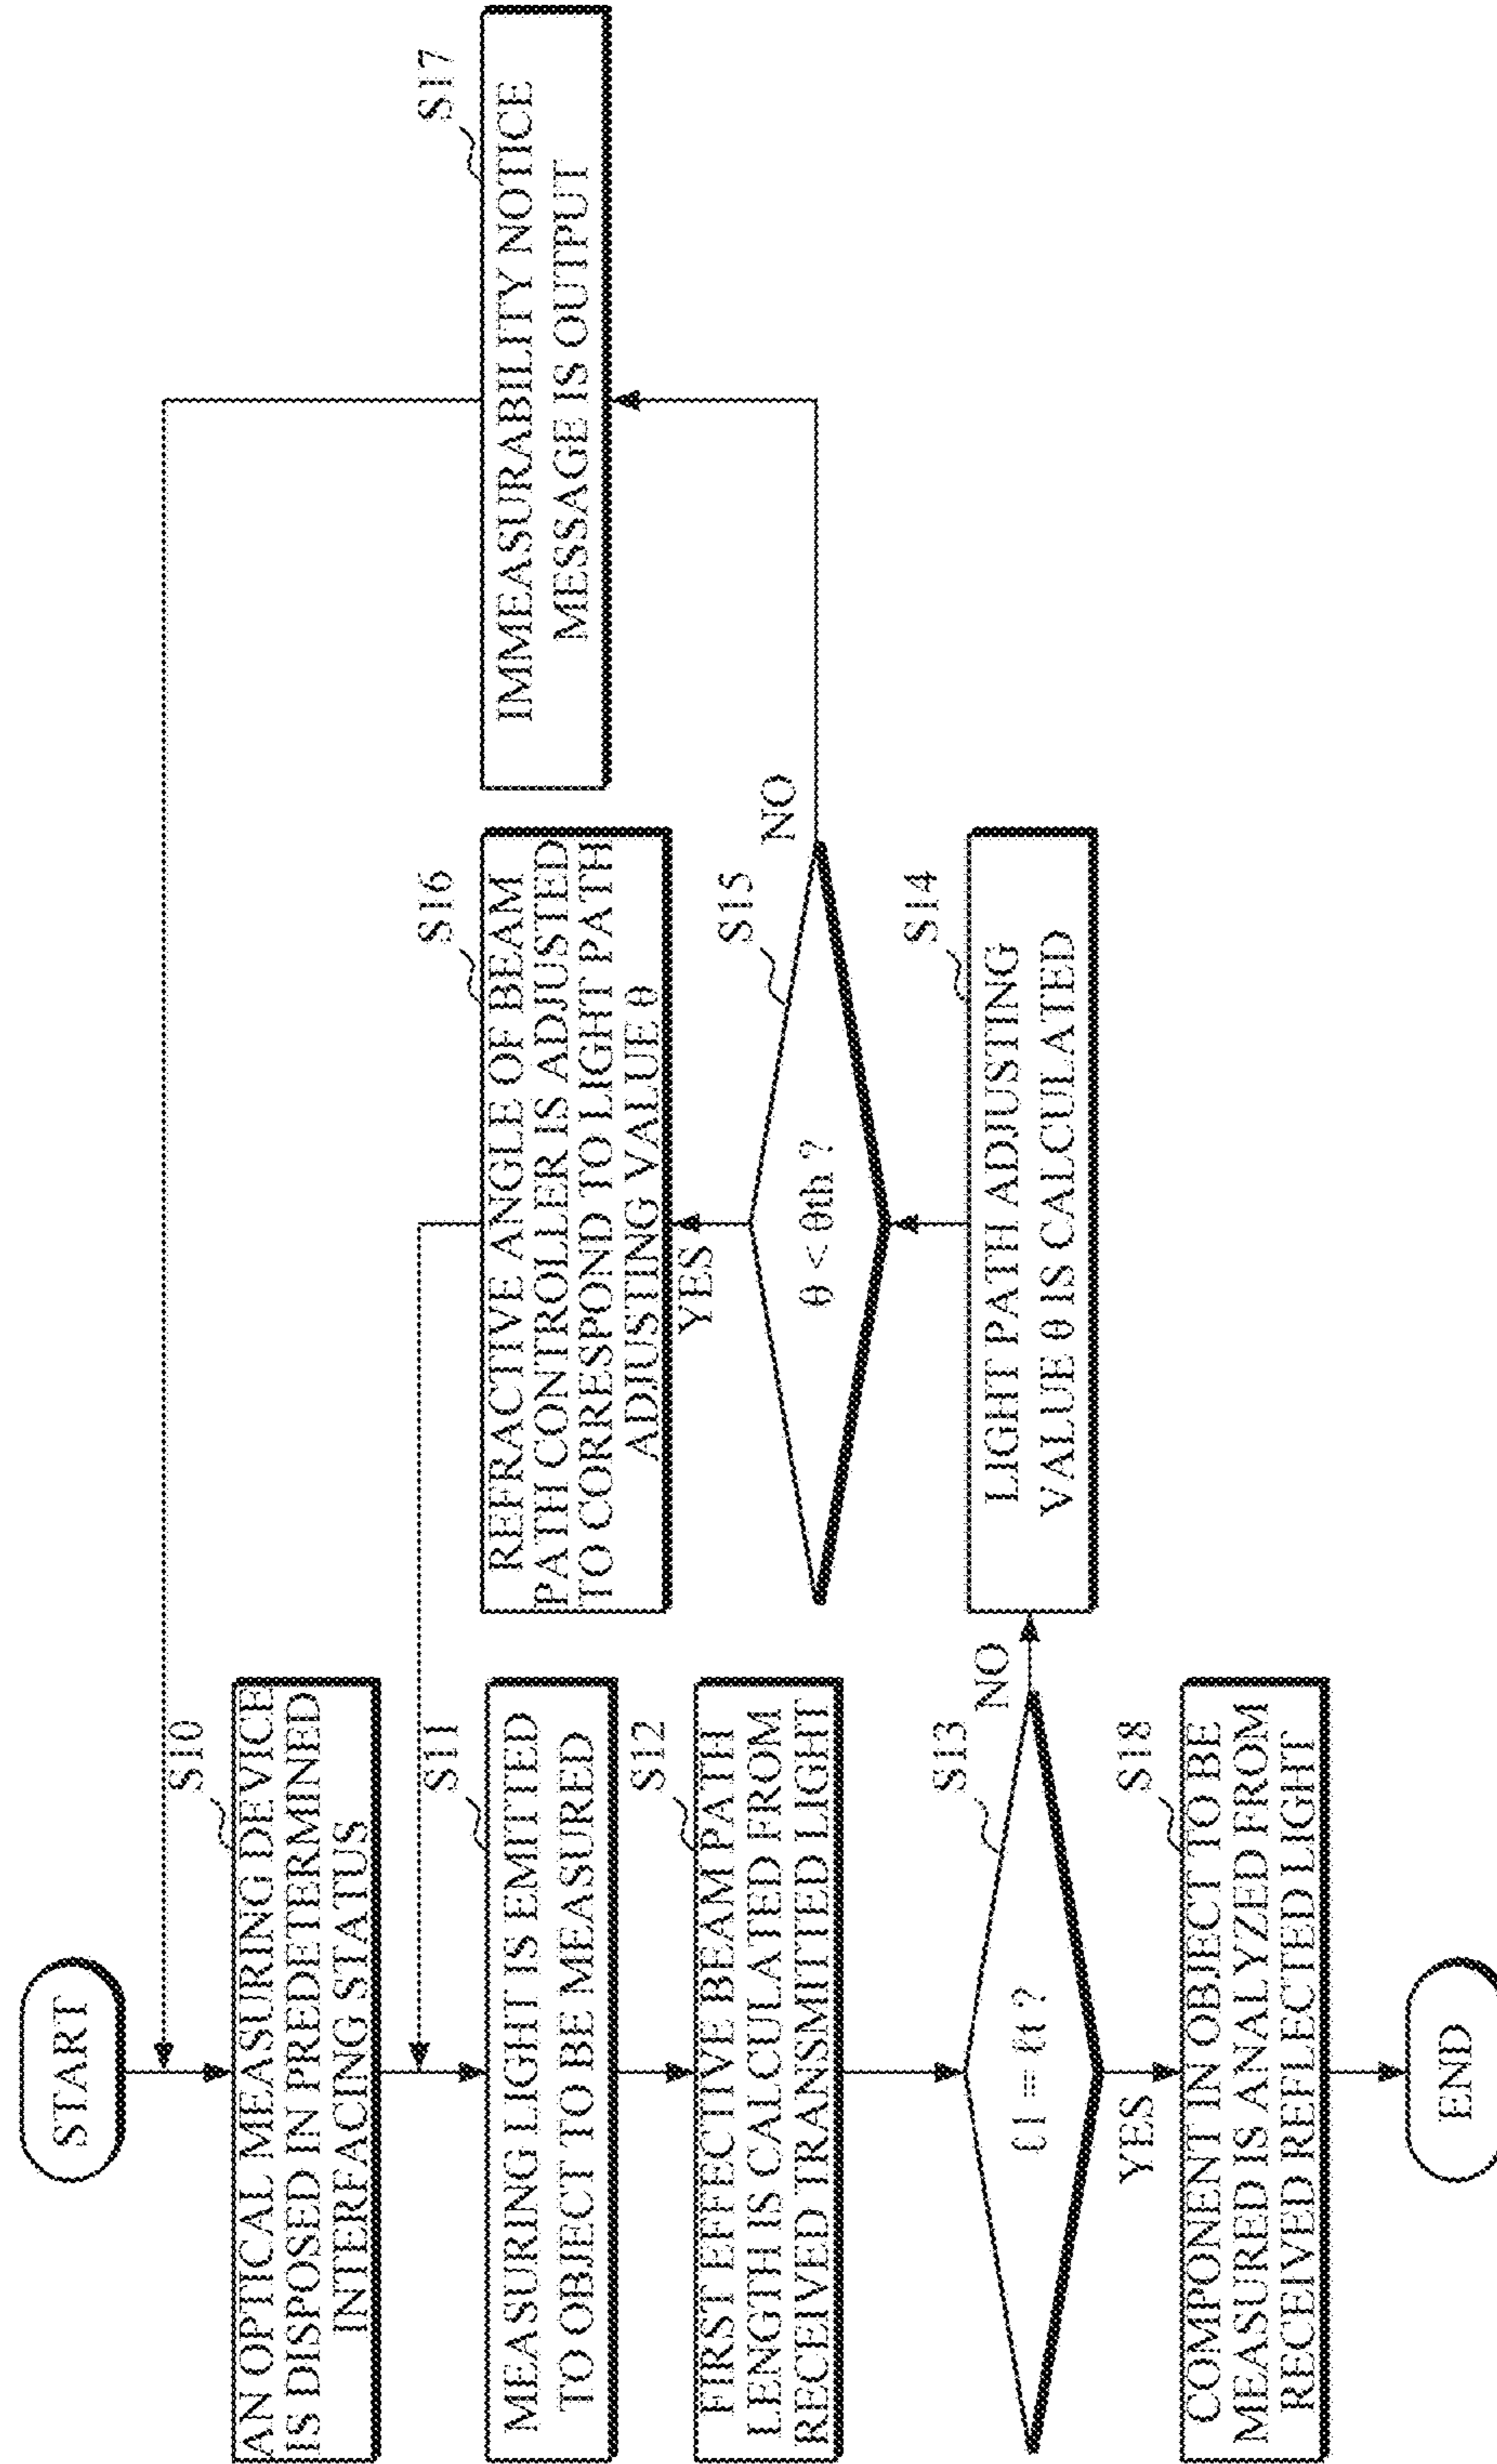 START
S10
AN OPTICAL MEASURING DEVICE
IS DISPOSED IN PREDETERMINED
INTERFACING STATUS
S11
MEASURING LIGHT IS EMITTED
TO OBJECT TO BE MEASURED
S12
FIRST EFFECTIVE BEAM PATH
LENGTH IS CALCULATED FROM
RECEIVED TRANSMITTED LIGHT
S13
ℓ1 = ℓt ?
NO
YES
S14
LIGHT PATH ADJUSTING
VALUE θ IS CALCULATED
S15
θ < θth ?
NO
YES
S16
REFRACTIVE ANGLE OF BEAM
PATH CONTROLLER IS ADJUSTED
TO CORRESPOND TO LIGHT PATH
ADJUSTING VALUE θ
S17
IMMEASURABILITY NOTICE
MESSAGE IS OUTPUT
S18
COMPONENT IN OBJECT TO BE
MEASURED IS ANALYZED FROM
RECEIVED REFLECTED LIGHT
END